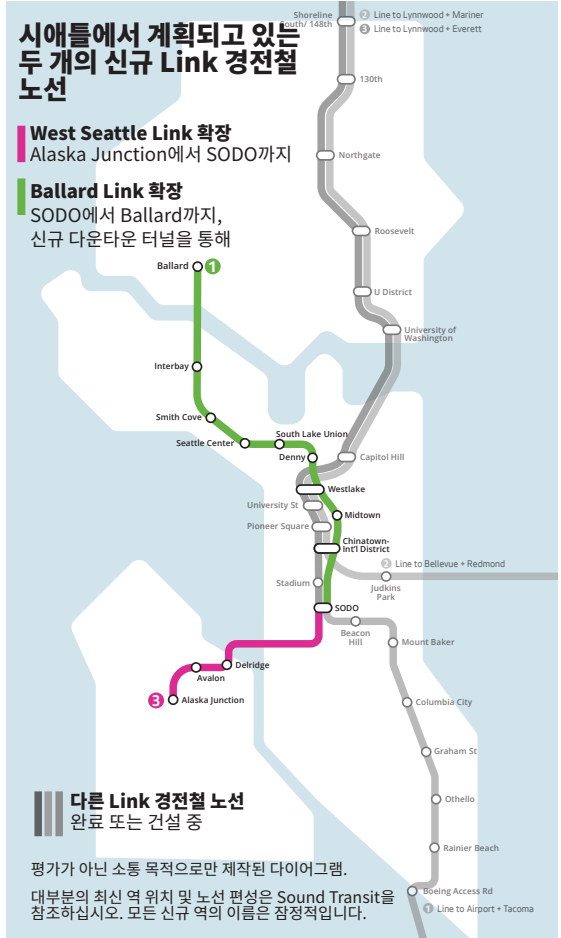 시애틀에서 계획되고 있는
두 개의 신규 Link 경전철
노선
West Seattle Link 확장
Alaska Junction에서 SODO까지
Ballard Link 확장
SODO에서 Ballard까지,
신규 다운타운 터널을 통해
Shoreline
South/ 148th
2 Line to Lynnwood + Mariner
3 Line to Lynnwood + Everett
130th
Northgate
Roosevelt
U District
University of
Washington
Ballard 1
Interbay
Smith Cove
Seattle Center
South Lake Union
Denny
Capitol Hill
Westlake
University St
Midtown
Pioneer Square
Chinatown-
Int'l District
2 Line to Bellevue + Redmond
Stadium
Judkins
Park
SODO
Beacon
Hill
Mount Baker
Delridge
Avalon
3 Alaska Junction
Columbia City
Graham St
Othello
Rainier Beach
Boeing Access Rd
1 Line to Airport + Tacoma
다른 Link 경전철 노선
완료 또는 건설 중
평가가 아닌 소통 목적으로만 제작된 다이어그램.
대부분의 최신 역 위치 및 노선 편성은 Sound Transit을
참조하십시오. 모든 신규 역의 이름은 잠정적입니다.